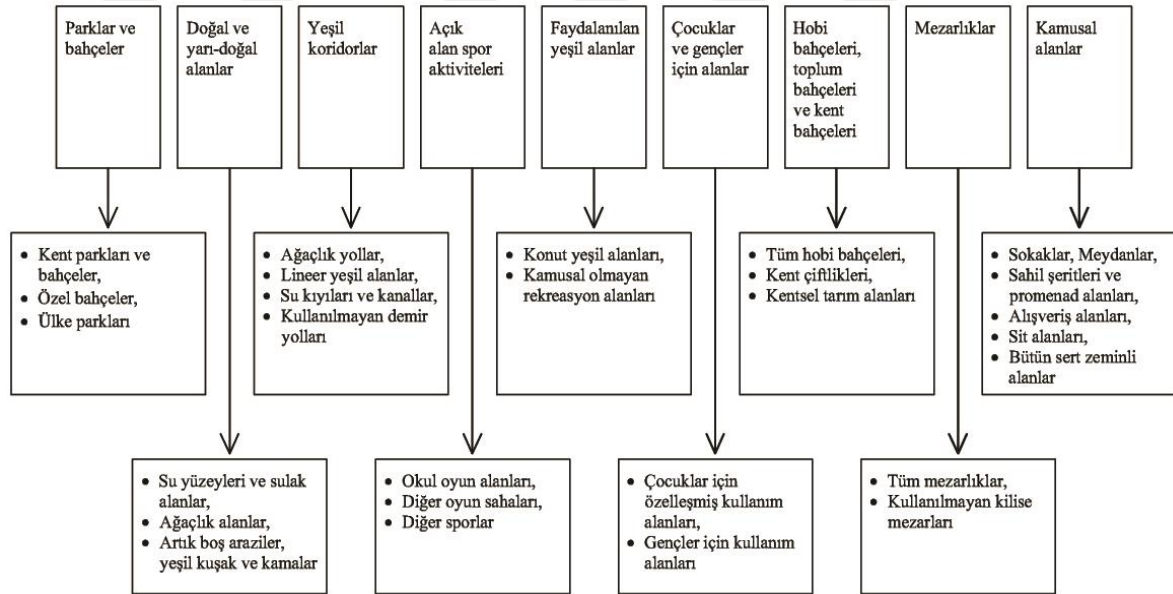 Parklar ve
bahçeler
Doğal ve
yarı-doğal
alanlar
Yeşil
koridorlar
Açık
alan spor
aktiviteleri
Faydalanılan
yeşil alanlar
Çocuklar
ve gençler
için alanlar
Hobi
bahçeleri,
toplum
bahçeleri
ve kent
bahçeleri
Mezarlıklar
Kamusal
alanlar
• Kent parkları ve
bahçeler,
• Özel bahçeler,
• Ülke parkları
• Ağaçlık yollar,
• Lineer yeşil alanlar,
• Su kıyıları ve kanallar,
• Kullanılmayan demir
yolları
• Konut yeşil alanları,
• Kamusal olmayan
rekreasyon alanları
• Tüm hobi bahçeleri,
• Kent çiftlikleri,
• Kentsel tarım alanları
• Sokaklar, Meydanlar,
• Sahil şeritleri ve
promenad alanları,
• Alışveriş alanları,
• Sit alanları,
• Bütün sert zeminli
alanlar
• Su yüzeyleri ve sulak
alanlar,
• Ağaçlık alanlar,
• Artık boş araziler,
yeşil kuşak ve kamalar
• Okul oyun alanları,
• Diğer oyun sahaları,
• Diğer sporlar
• Çocuklar için
özelleşmiş kullanım
alanları,
• Gençler için kullanım
alanları
• Tüm mezarlıklar,
• Kullanılmayan kilise
mezarları